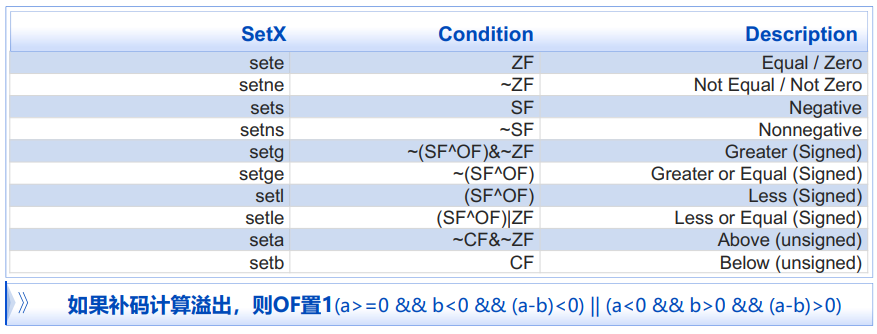 SetX Condition Description
sete ZF Equal / Zero
setne ~ZF Not Equal / Not Zero
sets SF Negative
setns ~SF Nonnegative
setg ~(SF^OF)&~ZF Greater (Signed)
setge ~(SF^OF) Greater or Equal (Signed)
setl (SF^OF) Less (Signed)
setle (SF^OF)|ZF Less or Equal (Signed)
seta ~CF&~ZF Above (unsigned)
setb CF Below (unsigned)
》 如果补码计算溢出，则OF置1(a>=0 && b<0 && (a-b)<0) || (a<0 && b>0 && (a-b)>0)